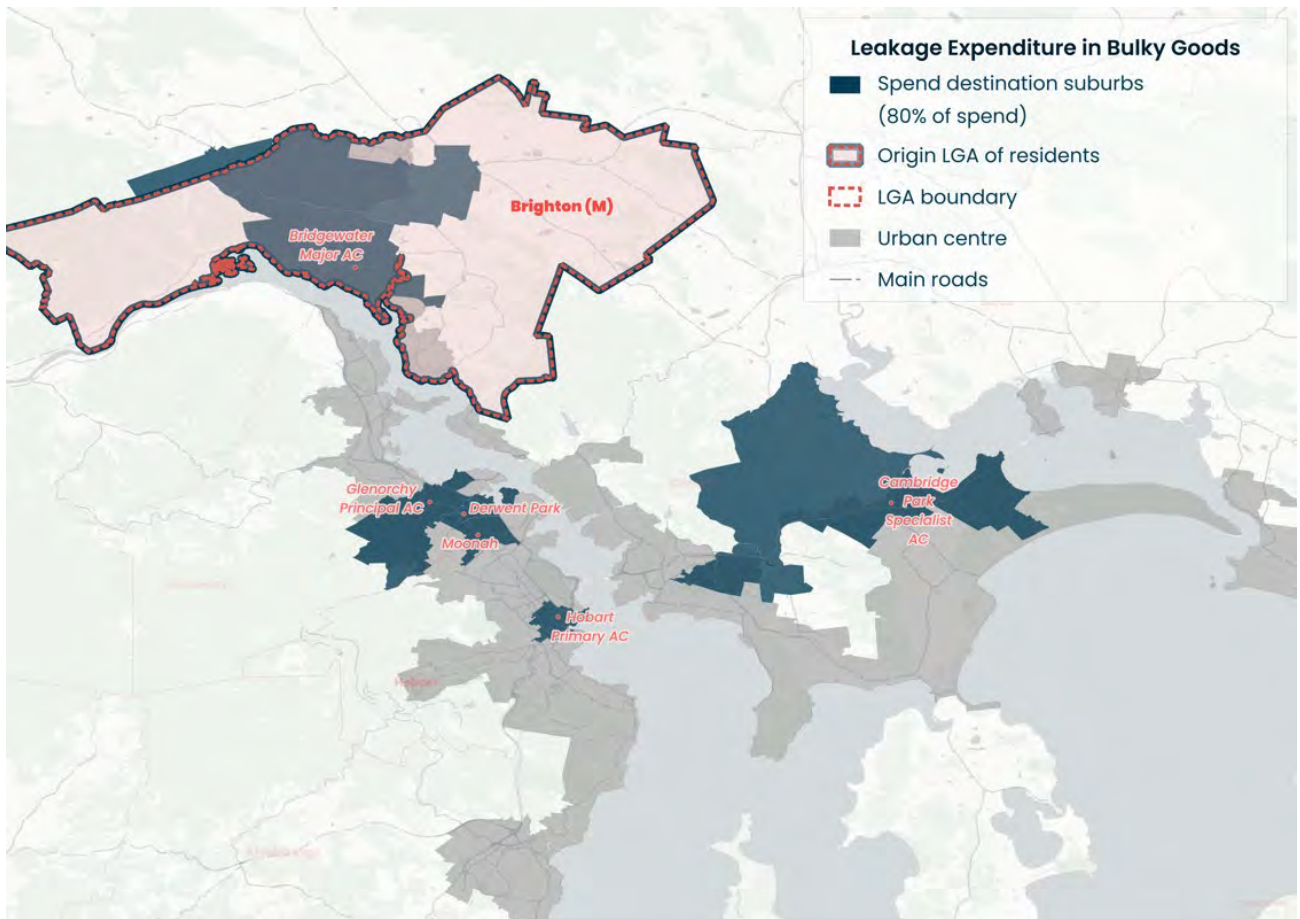 Leakage Expenditure in Bulky Goods
Spend destination suburbs
(80% of spend)
Origin LGA of residents
LGA boundary
Urban centre
Main roads
Brighton (M)
Bridgewater
Major AC
Glenorchy
Principal AC
Derwent Park
Moonah
Cambridge
Park
Specialist
AC
Hobart
Primary AC